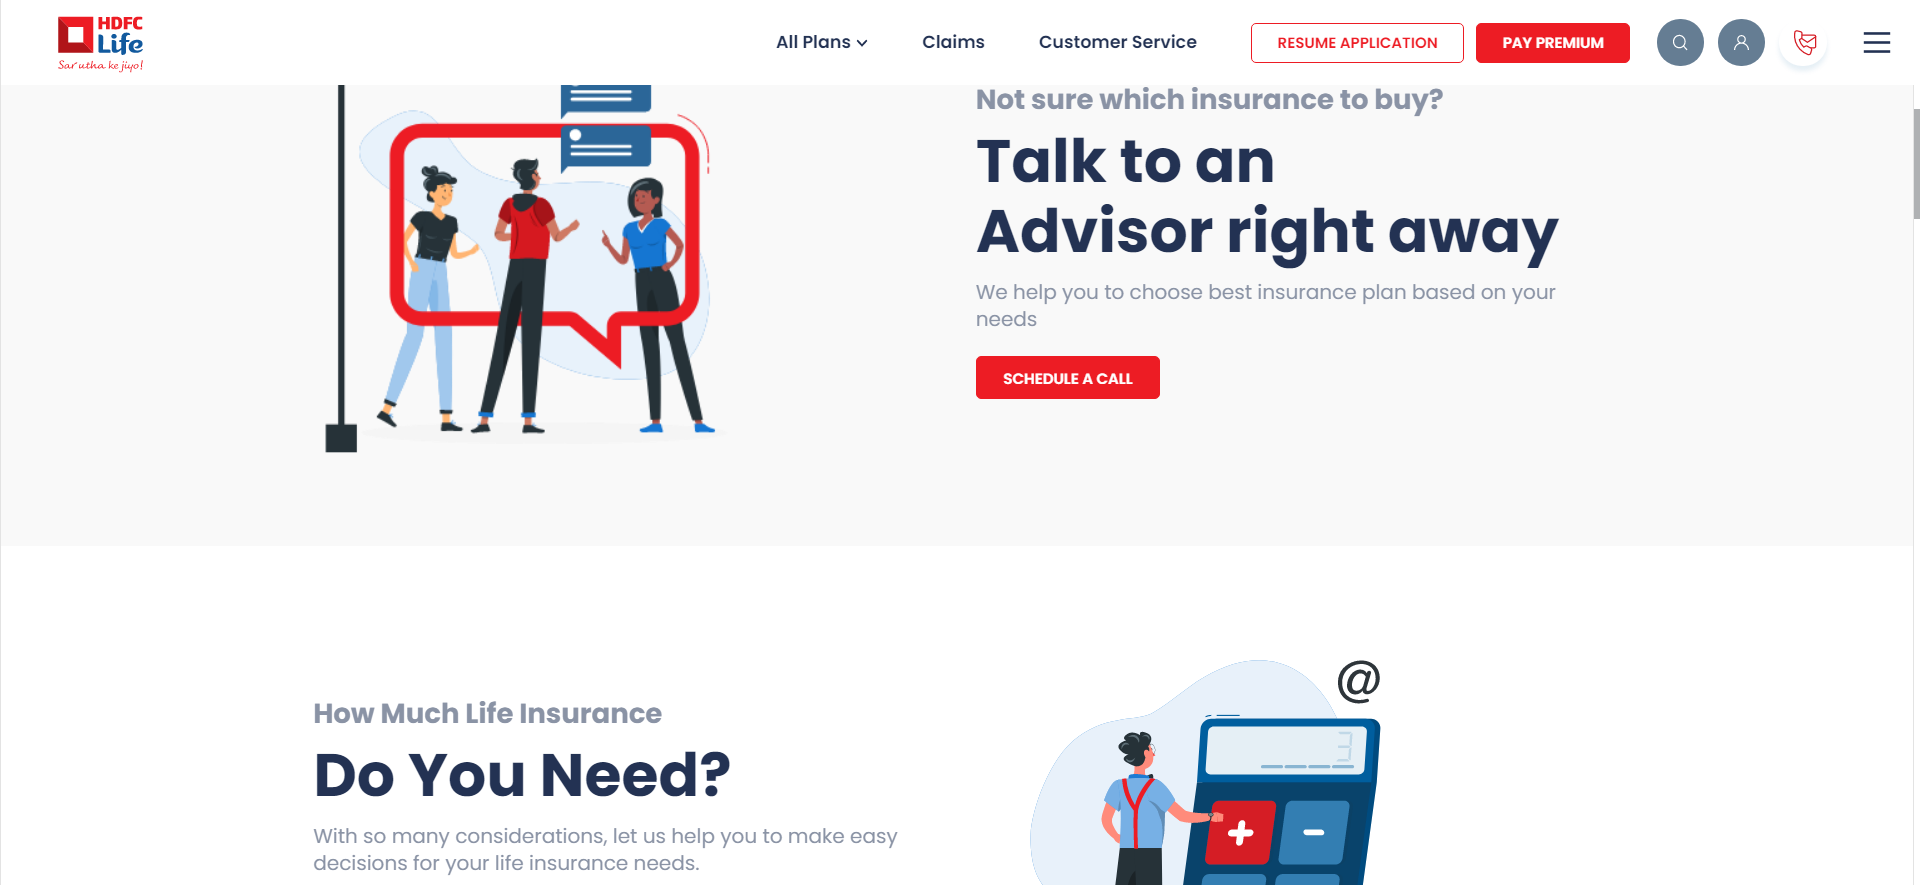 HDFC
Life
Sar utha ke jiyo!
All Plans
Claims
Customer Service
RESUME APPLICATION
PAY PREMIUM
Not sure which insurance to buy?
Talk to an
Advisor right away
We help you to choose best insurance plan based on your
needs
SCHEDULE A CALL
How Much Life Insurance
Do You Need?
With so many considerations, let us help you to make easy
decisions for your life insurance needs.
@
3
+ -